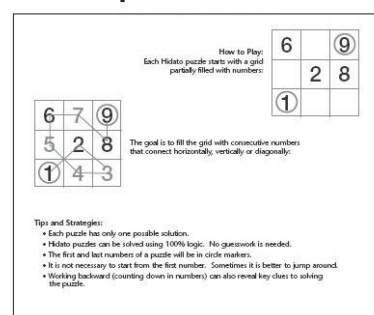 How to Play:
Each Hidato puzzle starts with a grid
partially filled with numbers:
6 9
2 8
1
6 7 9
5 2 8
1 4 3
The goal is to fill the grid with consecutive numbers
that connect horizontally, vertically or diagonally:
Tips and Strategies:
• Each puzzle has only one possible solution.
• Hidato puzzles can be solved using 100% logic. No guesswork is needed.
• The first and last numbers of a puzzle will be in circle markers.
• It is not necessary to start from the first number. Sometimes it is better to jump around.
• Working backward (counting down in numbers) can also reveal key clues to solving
the puzzle.